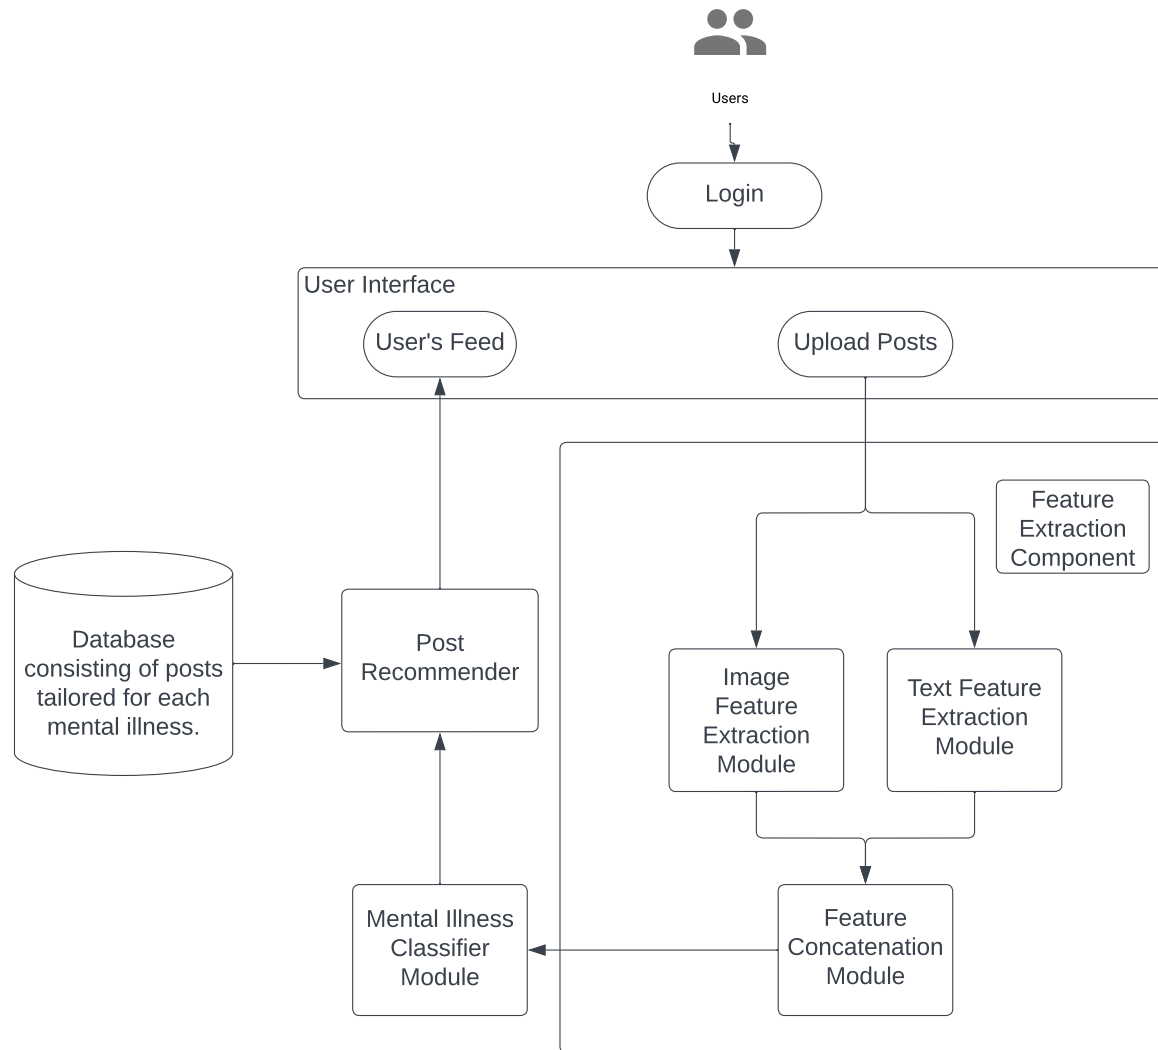 Users
Login
User Interface
User's Feed
Upload Posts
Feature
Extraction
Component
Database
consisting of posts
tailored for each
mental illness.
Post
Recommender
Image
Feature
Extraction
Module
Text Feature
Extraction
Module
Mental Illness
Classifier
Module
Feature
Concatenation
Module